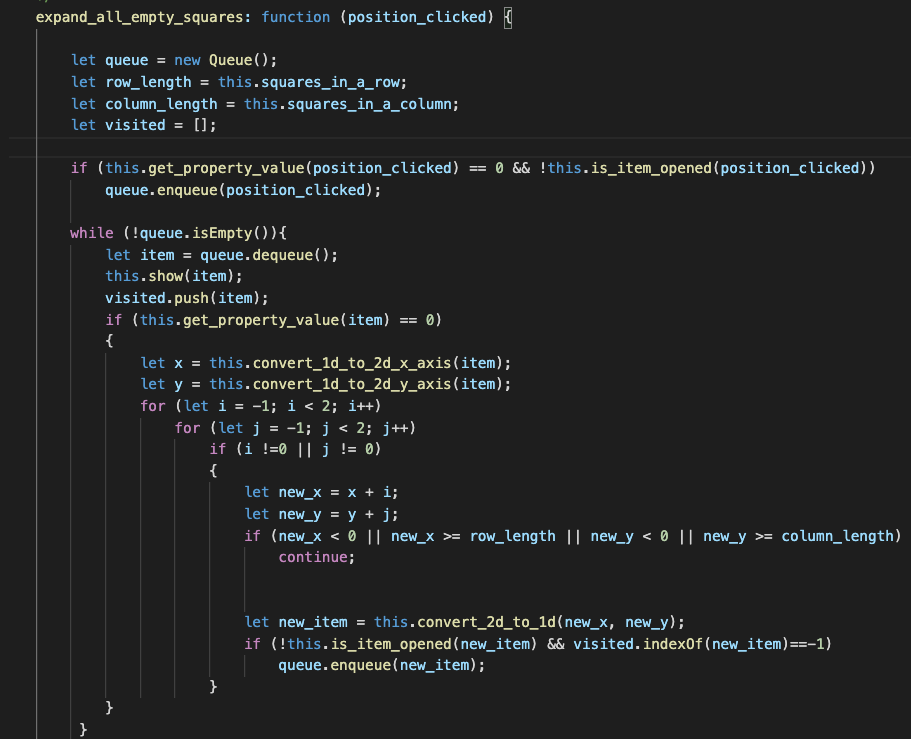 expand_all_empty_squares: function (position_clicked) {
let queue = new Queue();
let row_length = this.squares_in_a_row;
let column_length = this.squares_in_a_column;
let visited = [];
if (this.get_property_value(position_clicked) == 0 && !this.is_item_opened(position_clicked))
queue.enqueue(position_clicked);
while (!queue.isEmpty()){
let item = queue.dequeue();
this.show(item);
visited.push(item);
if (this.get_property_value(item) == 0)
{
let x = this.convert_1d_to_2d_x_axis(item);
let y = this.convert_1d_to_2d_y_axis(item);
for (let i = -1; i < 2; i++)
for (let j = -1; j < 2; j++)
if (i !=0 || j != 0)
{
let new_x = x + i;
let new_y = y + j;
if (new_x < 0 || new_x >= row_length || new_y < 0 || new_y >= column_length)
continue;
let new_item = this.convert_2d_to_1d(new_x, new_y);
if (!this.is_item_opened(new_item) && visited.indexOf(new_item)==-1)
queue.enqueue(new_item);
}
}
}